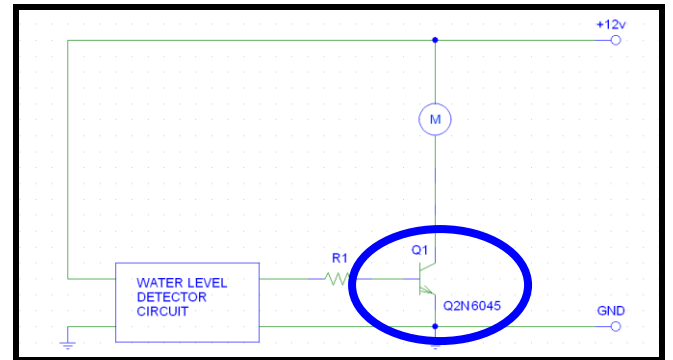 +12v
M
R1
Q1
WATER LEVEL
DETECTOR
CIRCUIT
Q2N6045
GND